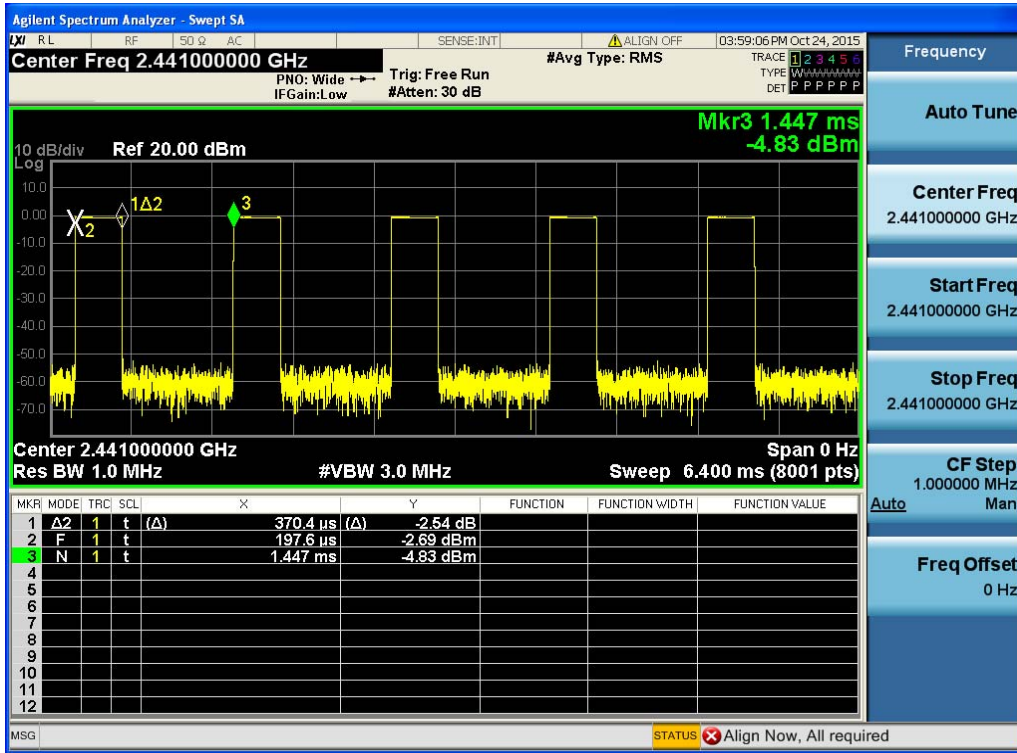 Agilent Spectrum Analyzer - Swept SA
LXI RL RF 50 Ω AC SENSE:INT ALIGN OFF 03:59:06 PM Oct 24, 2015
Center Freq 2.441000000 GHz #Avg Type: RMS TRACE 1 2 3 4 5 6
PNO: Wide Trig: Free Run TYPE W
IFGain:Low #Atten: 30 dB DET P P P P P P
Mkr3 1.447 ms
-4.83 dBm
10 dB/div Ref 20.00 dBm
Log
10.0
0.00
-10.0
-20.0
-30.0
-40.0
-50.0
-60.0
-70.0
X2 1Δ2 3
1
Center 2.441000000 GHz Span 0 Hz
Res BW 1.0 MHz #VBW 3.0 MHz Sweep 6.400 ms (8001 pts)
MKR MODE TRC SCL X Y FUNCTION FUNCTION WIDTH FUNCTION VALUE
1 Δ2 1 t (Δ) 370.4 µs (Δ) -2.54 dB
2 F 1 t 197.6 µs -2.69 dBm
3 N 1 t 1.447 ms -4.83 dBm
4
5
6
7
8
9
10
11
12
MSG STATUS Align Now, All required
Frequency
Auto Tune
Center Freq
2.441000000 GHz
Start Freq
2.441000000 GHz
Stop Freq
2.441000000 GHz
CF Step
1.000000 MHz
Auto Man
Freq Offset
0 Hz